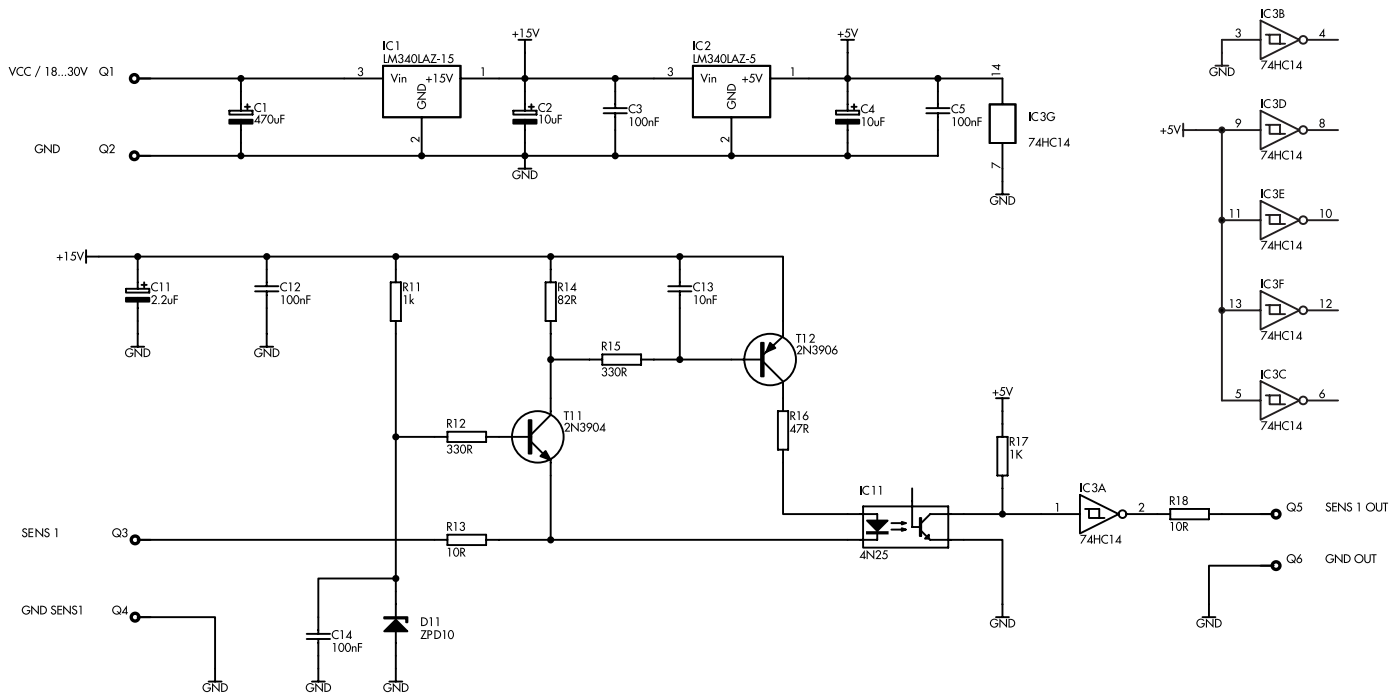 VCC / 18...30V Q1
GND Q2
C1
470uF
3
IC1
LM340LAZ-15
Vin +15V
GND
2
1
+15V
C2
10uF
GND
C3
100nF
3
IC2
LM340LAZ-5
Vin +5V
GND
2
1
+5V
C4
10uF
C5
100nF
14
IC3G
74HC14
7
GND
IC3B
3 4
GND
74HC14
IC3D
+5V 9 8
74HC14
IC3E
11 10
74HC14
IC3F
13 12
74HC14
IC3C
5 6
74HC14
+15V
C11
2.2uF
GND
C12
100nF
GND
R11
1k
R14
82R
C13
10nF
R15
330R
T12
2N3906
R12
330R
T11
2N3904
R16
47R
+5V
R17
1K
SENS 1 Q3
R13
10R
IC11
4N25
GND
1
IC3A
2
74HC14
R18
10R
Q5 SENS 1 OUT
Q6 GND OUT
GND
GND SENS1 Q4
GND
C14
100nF
GND
D11
ZPD10
GND